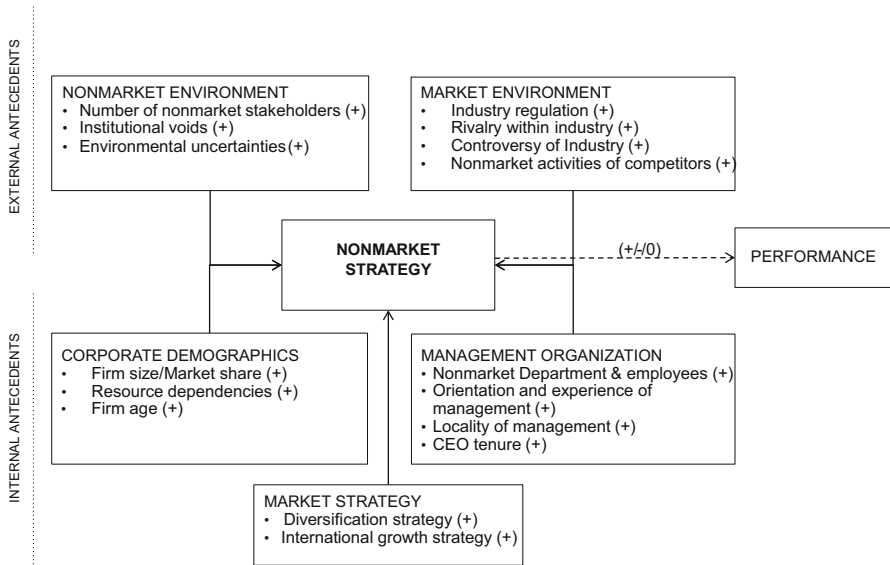 EXTERNAL ANTECEDENTS
NONMARKET ENVIRONMENT
• Number of nonmarket stakeholders (+)
• Institutional voids (+)
• Environmental uncertainties (+)
MARKET ENVIRONMENT
• Industry regulation (+)
• Rivalry within industry (+)
• Controversy of Industry (+)
• Nonmarket activities of competitors (+)
NONMARKET
STRATEGY
(+/-/0)
PERFORMANCE
INTERNAL ANTECEDENTS
CORPORATE DEMOGRAPHICS
• Firm size/Market share (+)
• Resource dependencies (+)
• Firm age (+)
MANAGEMENT ORGANIZATION
• Nonmarket Department & employees (+)
• Orientation and experience of
management (+)
• Locality of management (+)
• CEO tenure (+)
MARKET STRATEGY
• Diversification strategy (+)
• International growth strategy (+)